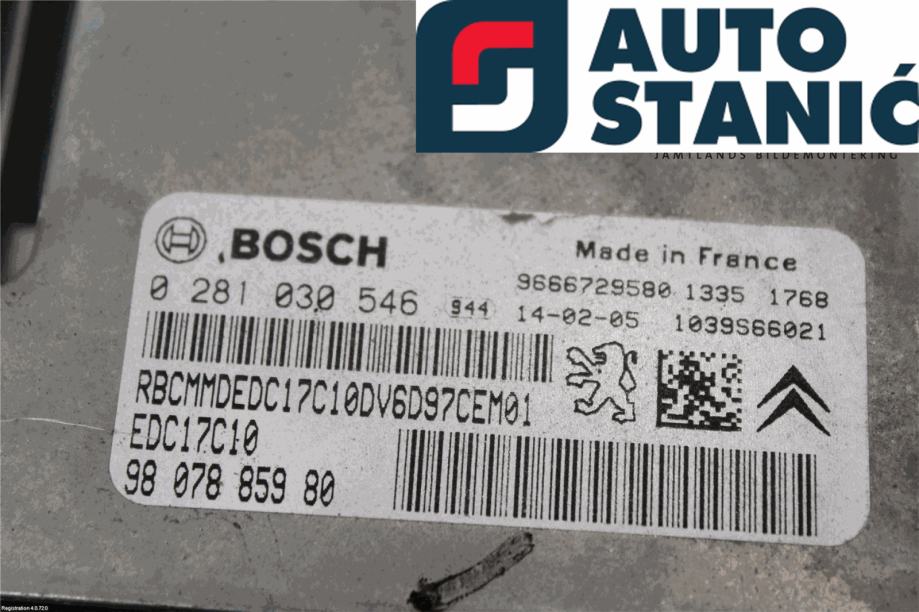 AUTO
STANIĆ
JÄMTLANDS BILDEMONTERING
BOSCH
Made in France
0 281 030 546 944
9666729580 1335 1768
14-02-05 1039S66021
RBCMMDEDC17C10DV6D97CEM01
EDC17C10
98 078 859 80
Registration 4.0.72.0